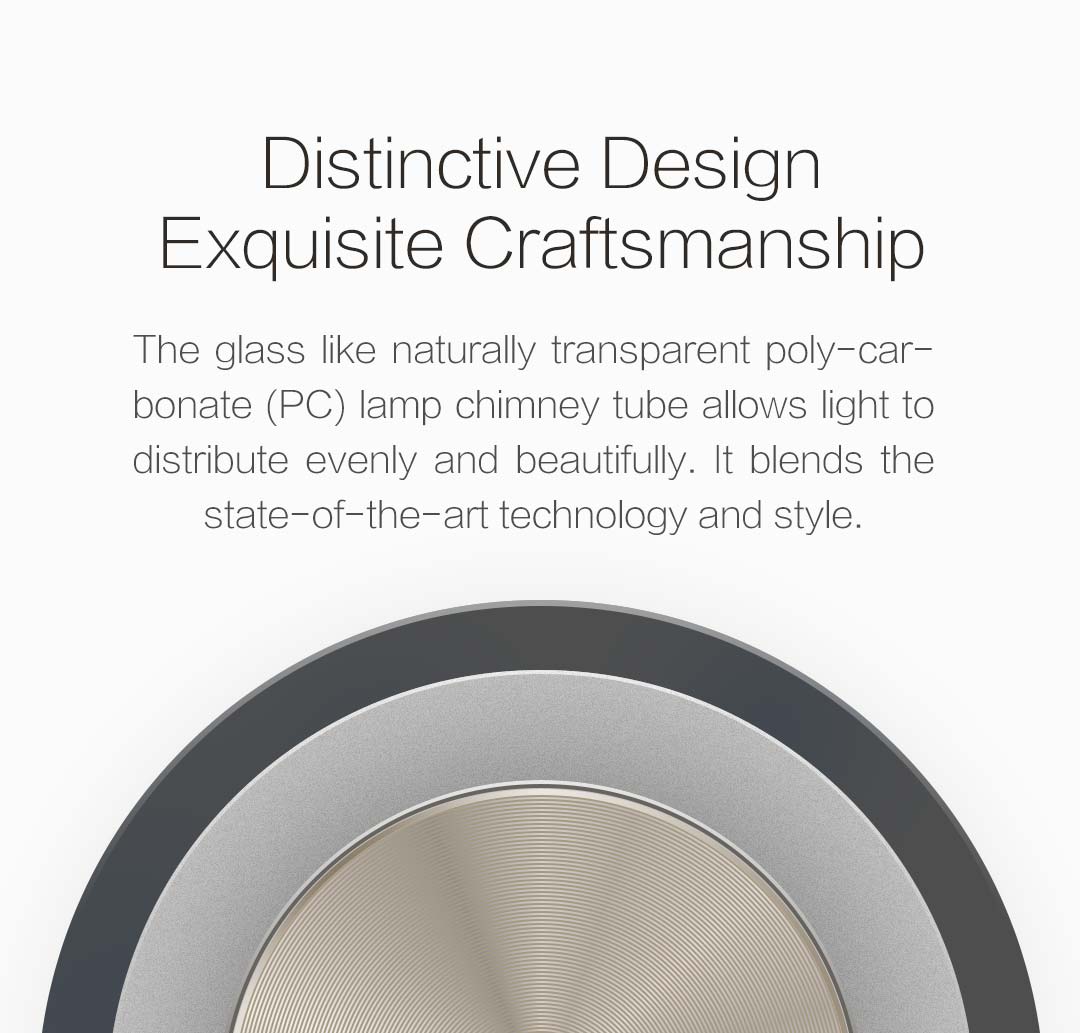 Distinctive Design
Exquisite Craftsmanship
The glass like naturally transparent poly-car-
bonate (PC) lamp chimney tube allows light to
distribute evenly and beautifully. It blends the
state-of-the-art technology and style.